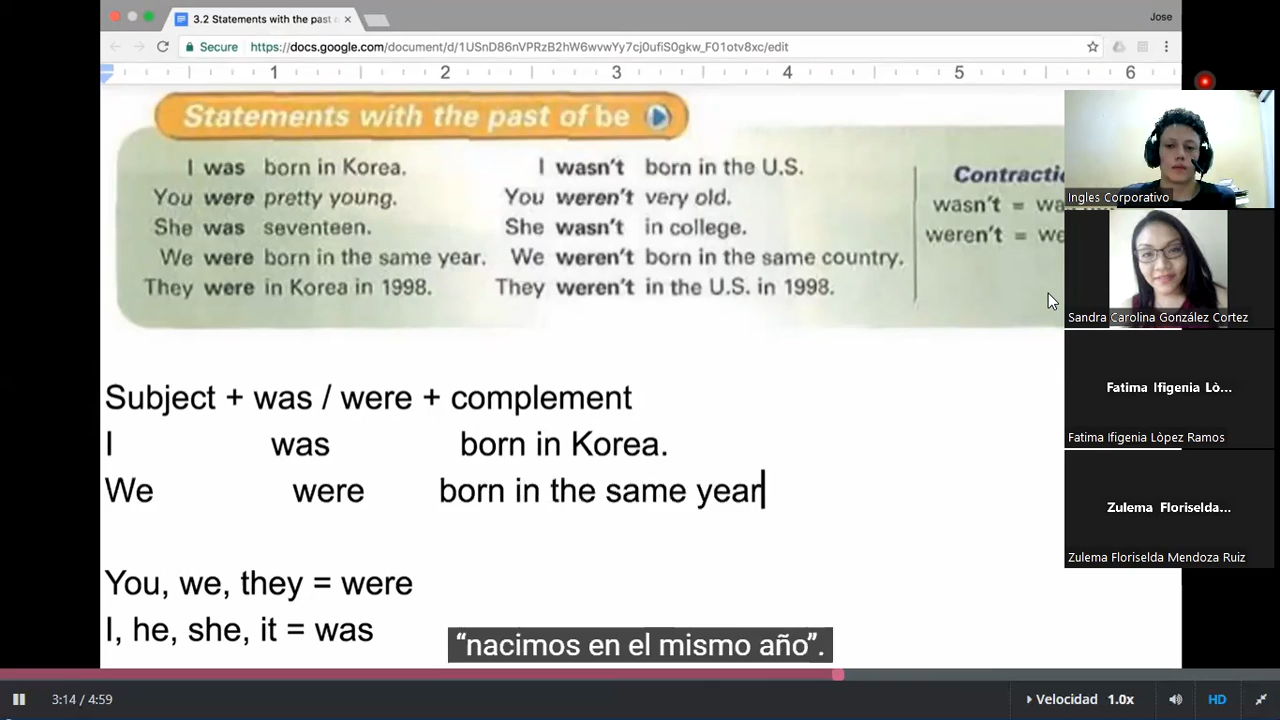 3.2 Statements with the past
Jose
Secure https://docs.google.com/document/d/1USnD86nVPRzB2hW6wvwYy7cj0ufiS0gkw_F01otv8xc/edit
1 2 3 4 5 6
Statements with the past of be
I was born in Korea. I wasn't born in the U.S.
You were pretty young. You weren't very old.
She was seventeen. She wasn't in college.
We were born in the same year. We weren't born in the same country.
They were in Korea in 1998. They weren't in the U.S. in 1998.
wasn't =
weren't =
Subject + was / were + complement
I was born in Korea.
We were born in the same year
You, we, they = were
I, he, she, it = was
"nacimos en el mismo año".
Ingles Corporativo
Sandra Carolina González Cortez
Fatima Ifigenia Lò...
Fatima Ifigenia Lòpez Ramos
Zulema Floriselda...
Zulema Floriselda Mendoza Ruiz
3:14 / 4:59
Velocidad 1.0x
HD